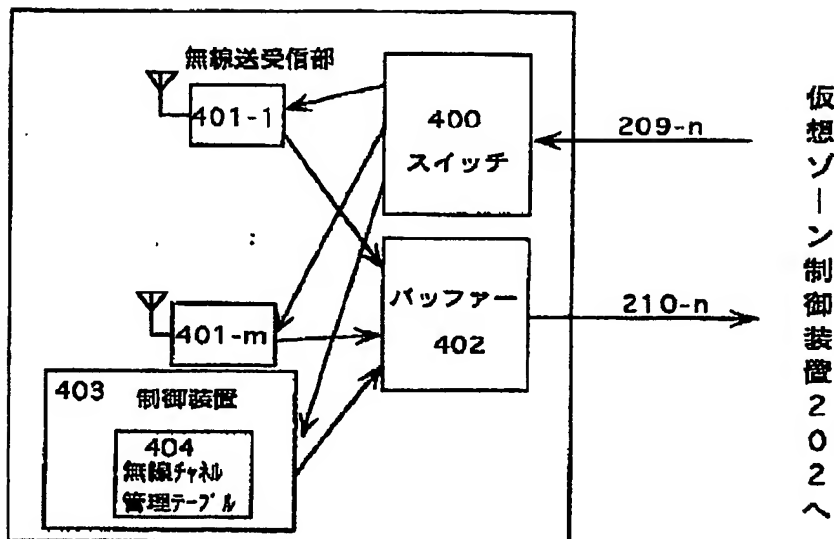 無線送受信部
401-1
400
スイッチ
209-n
401-m
バッファー
402
210-n
403 制御装置
404
無線チャネル
管理テーブル
仮想ゾーン制御装置202へ